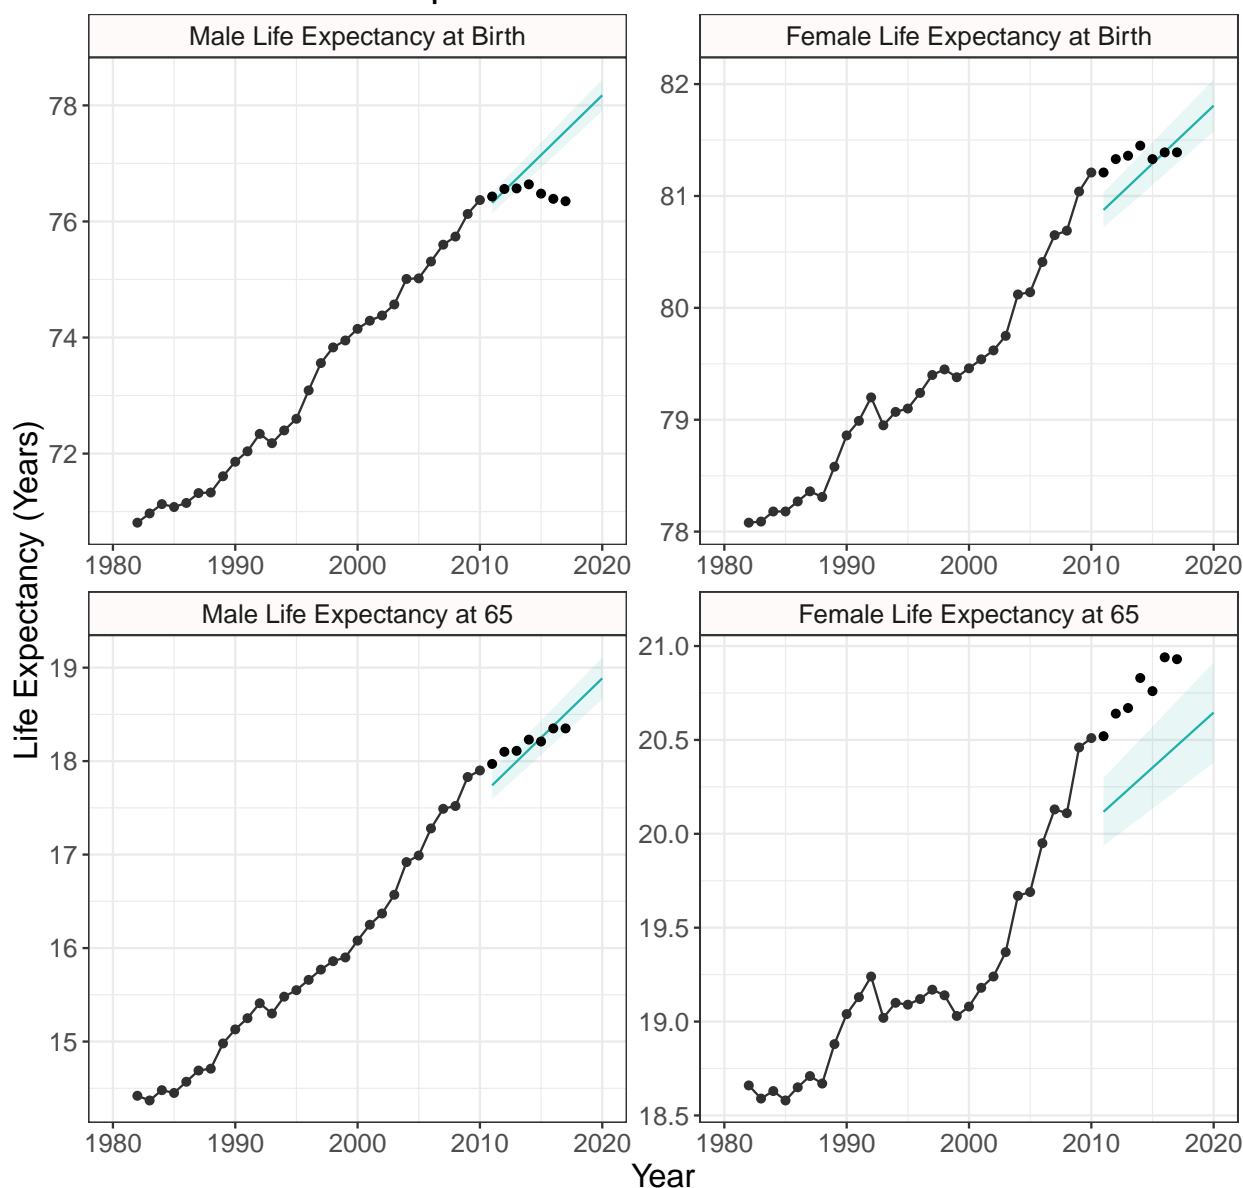 Male Life Expectancy at Birth
Female Life Expectancy at Birth
78
76
74
72
82
81
80
79
78
1980 1990 2000 2010 2020
1980 1990 2000 2010 2020
Life Expectancy (Years)
Male Life Expectancy at 65
Female Life Expectancy at 65
19
18
17
16
15
21.0
20.5
20.0
19.5
19.0
18.5
1980 1990 2000 2010 2020
1980 1990 2000 2010 2020
Year